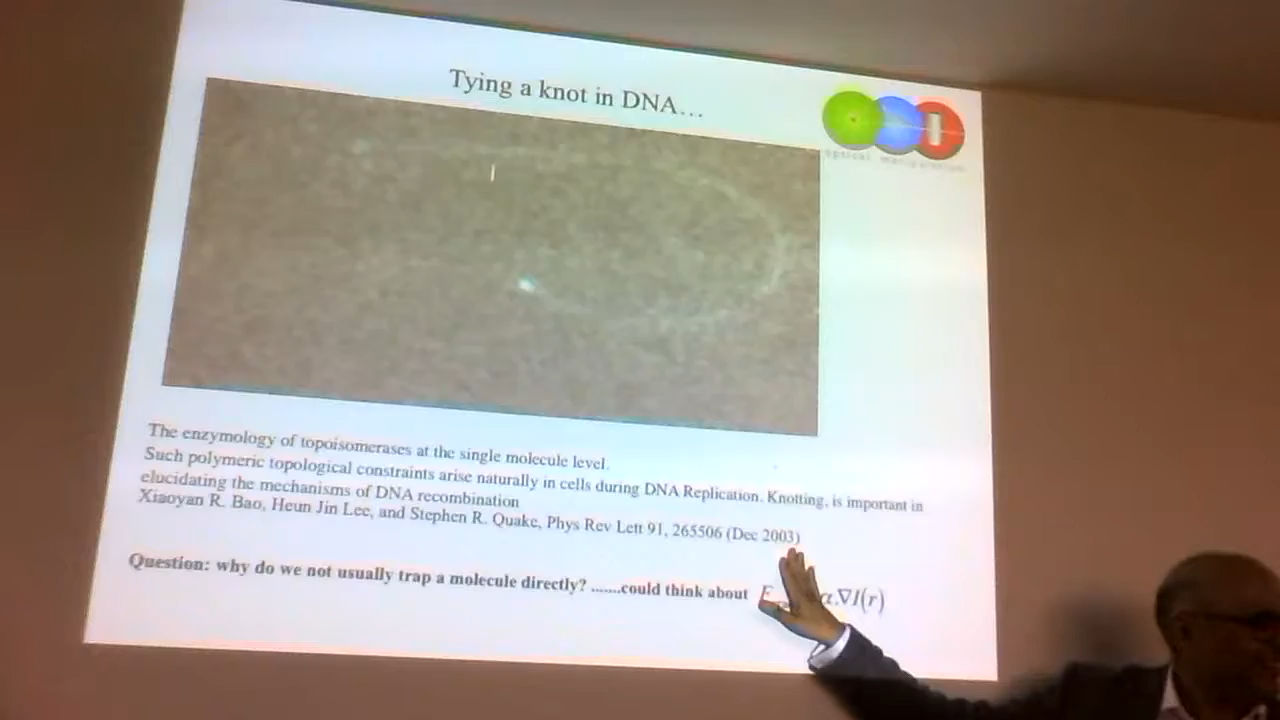 Tying a knot in DNA…
optical manipulation
The enzymology of topoisomerases at the single molecule level.
Such polymeric topological constraints arise naturally in cells during DNA Replication. Knotting, is important in
elucidating the mechanisms of DNA recombination
Xiaoyan R. Bao, Heun Jin Lee, and Stephen R. Quake, Phys Rev Lett 91, 265506 (Dec 2003)
Question: why do we not usually trap a molecule directly? .......could think about F α.∇I(r)